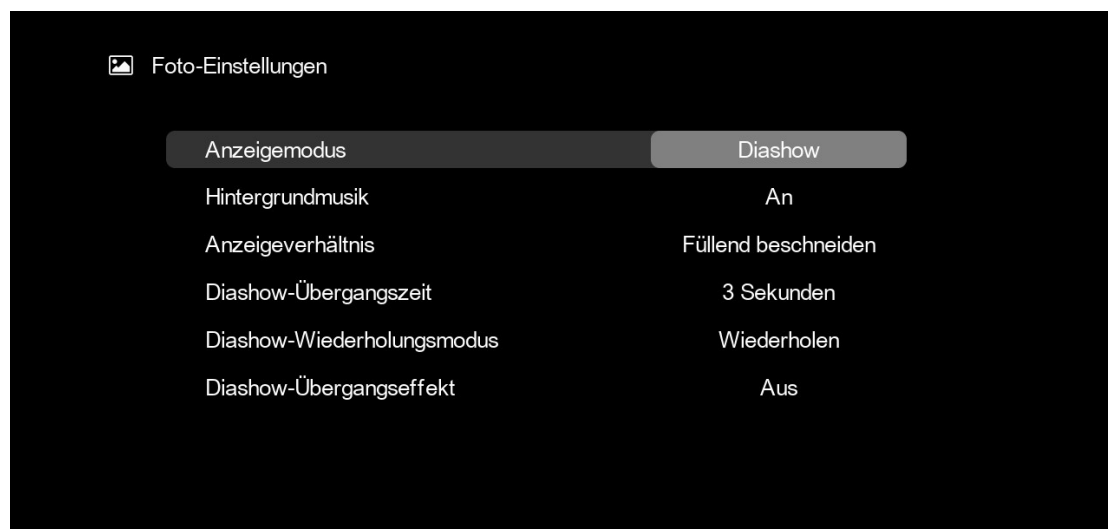 Foto-Einstellungen
Anzeigemodus Diashow
Hintergrundmusik An
Anzeigeverhältnis Füllend beschneiden
Diashow-Übergangszeit 3 Sekunden
Diashow-Wiederholungsmodus Wiederholen
Diashow-Übergangseffekt Aus